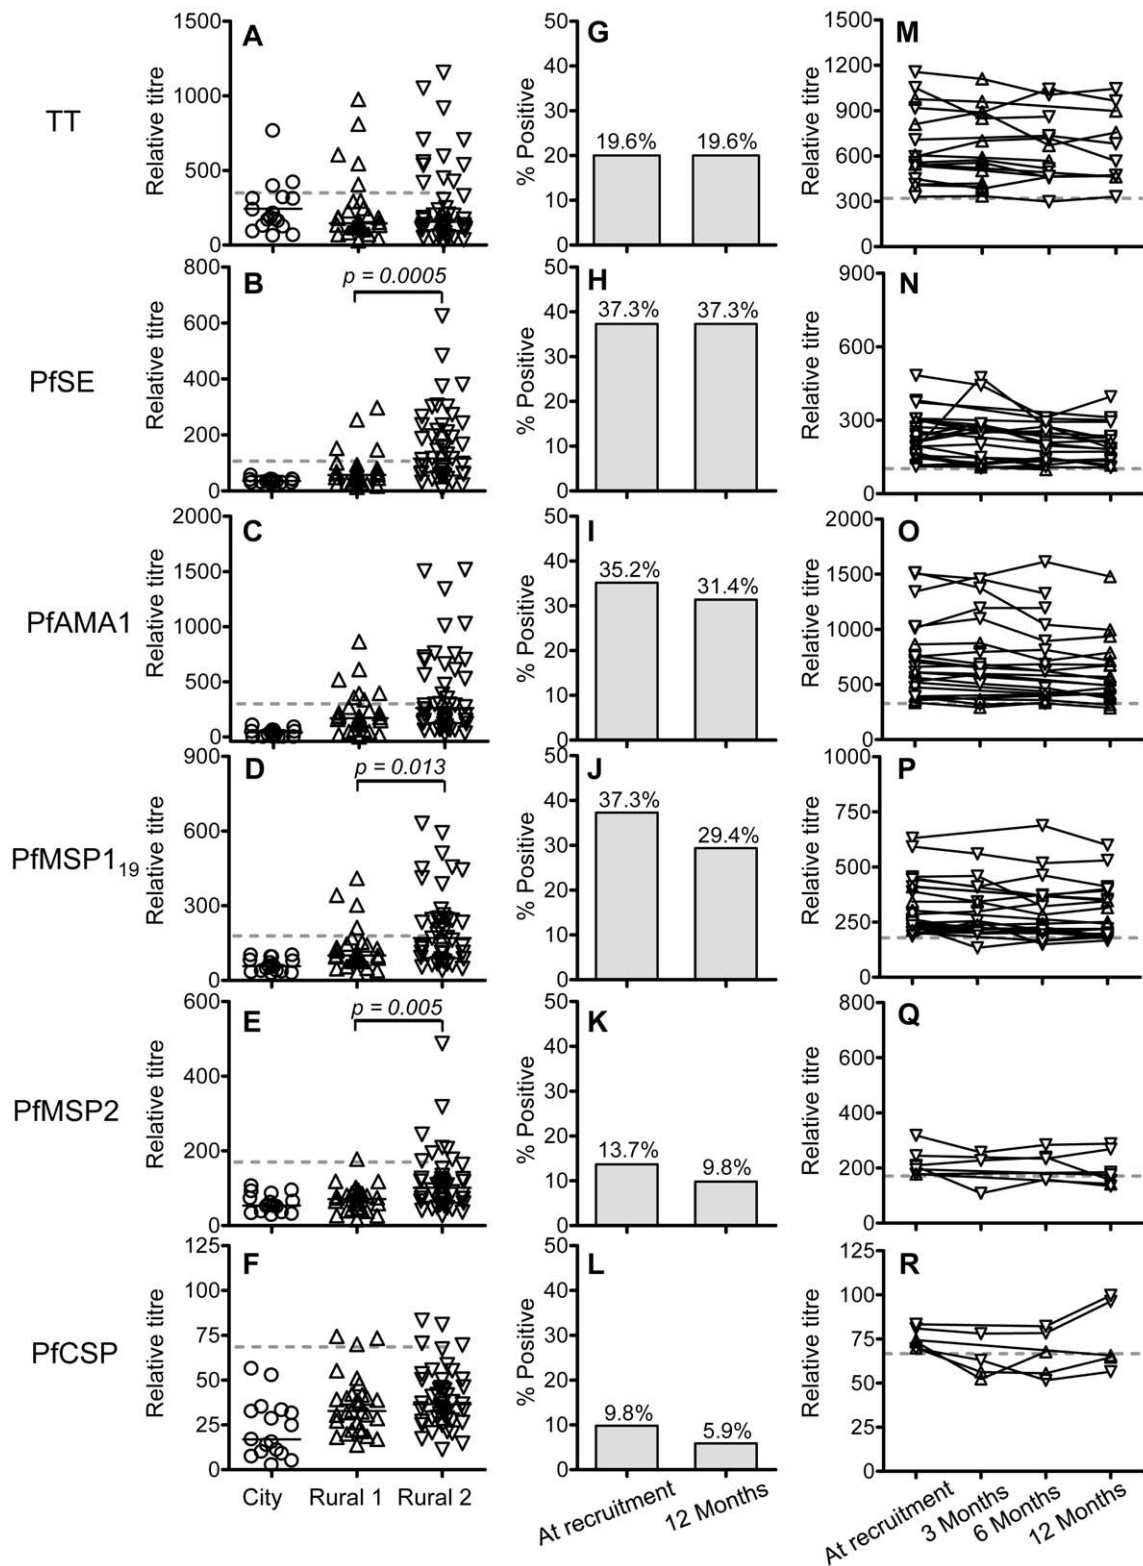 TT
A
Relative titre
1500
1000
500
0
G
% Positive
50
40
30
20
10
0
19.6%
19.6%
M
Relative titre
1500
1200
900
600
300
0
PfSE
B
Relative titre
800
600
400
200
0
p = 0.0005
H
% Positive
50
40
30
20
10
0
37.3%
37.3%
N
Relative titre
900
600
300
0
PfAMA1
C
Relative titre
2000
1500
1000
500
0
I
% Positive
50
40
30
20
10
0
35.2%
31.4%
O
Relative titre
2000
1500
1000
500
0
PfMSP1₁₉
D
Relative titre
900
600
300
0
p = 0.013
J
% Positive
50
40
30
20
10
0
37.3%
29.4%
P
Relative titre
1000
750
500
250
0
PfMSP2
E
Relative titre
600
400
200
0
p = 0.005
K
% Positive
50
40
30
20
10
0
13.7%
9.8%
Q
Relative titre
800
600
400
200
0
PfCSP
F
Relative titre
125
100
75
50
25
0
City
Rural 1
Rural 2
L
% Positive
50
40
30
20
10
0
9.8%
5.9%
At recruitment
12 Months
R
Relative titre
125
100
75
50
25
0
At recruitment
3 Months
6 Months
12 Months